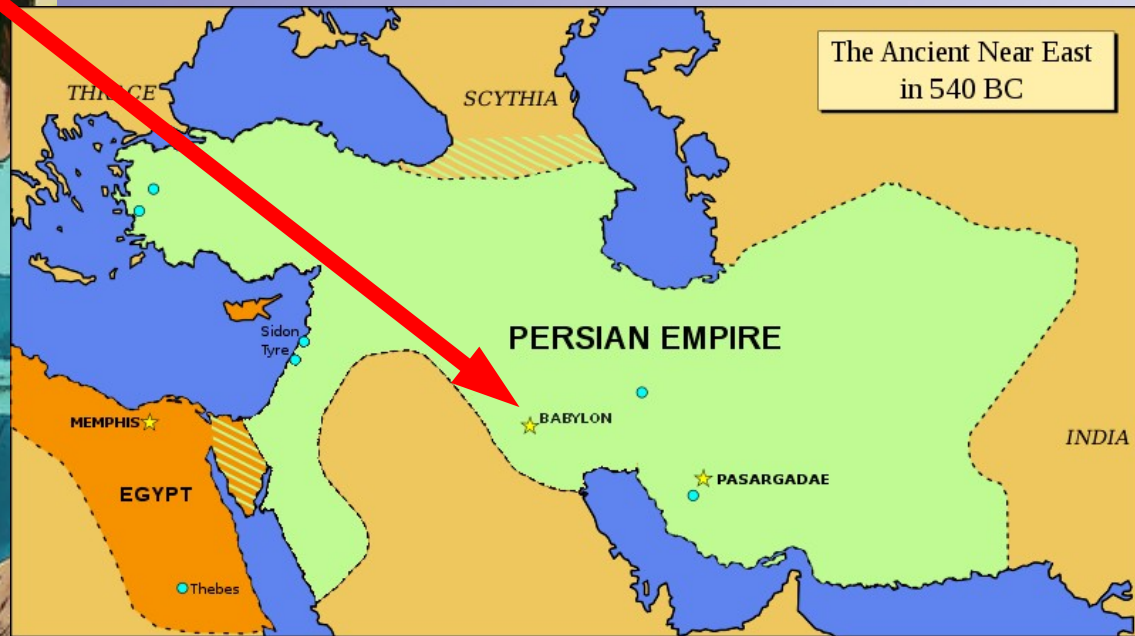 The Ancient Near East
in 540 BC
THRACE
SCYTHIA
PERSIAN EMPIRE
Sidon
Tyre
MEMPHIS
BABYLON
INDIA
PASARGADAE
EGYPT
Thebes